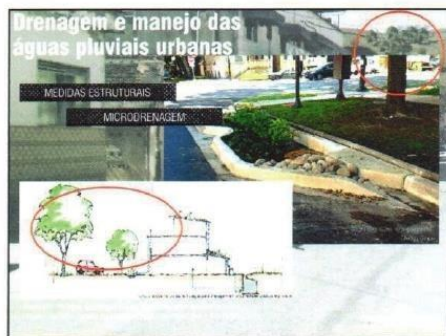 Drenagem e manejo das
águas pluviais urbanas
MEDIDAS ESTRUTURAIS
MICRODRENAGEM